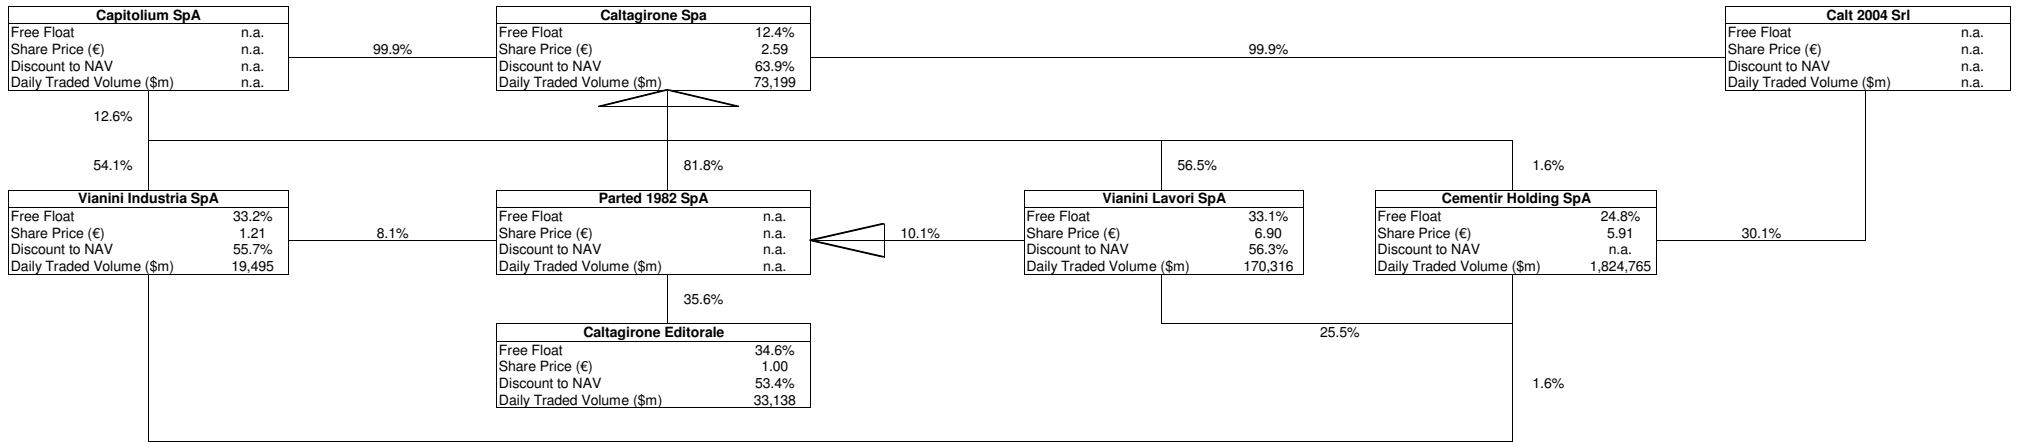 Capitolium SpA
Free Float n.a.
Share Price (€) n.a.
Discount to NAV n.a.
Daily Traded Volume ($m) n.a.
99.9%
Caltagirone Spa
Free Float 12.4%
Share Price (€) 2.59
Discount to NAV 63.9%
Daily Traded Volume ($m) 73,199
99.9%
Calt 2004 Srl
Free Float n.a.
Share Price (€) n.a.
Discount to NAV n.a.
Daily Traded Volume ($m) n.a.
12.6%
54.1%
81.8%
56.5%
1.6%
Vianini Industria SpA
Free Float 33.2%
Share Price (€) 1.21
Discount to NAV 55.7%
Daily Traded Volume ($m) 19,495
8.1%
Parted 1982 SpA
Free Float n.a.
Share Price (€) n.a.
Discount to NAV n.a.
Daily Traded Volume ($m) n.a.
10.1%
Vianini Lavori SpA
Free Float 33.1%
Share Price (€) 6.90
Discount to NAV 56.3%
Daily Traded Volume ($m) 170,316
Cementir Holding SpA
Free Float 24.8%
Share Price (€) 5.91
Discount to NAV n.a.
Daily Traded Volume ($m) 1,824,765
30.1%
35.6%
25.5%
Caltagirone Editorale
Free Float 34.6%
Share Price (€) 1.00
Discount to NAV 53.4%
Daily Traded Volume ($m) 33,138
1.6%